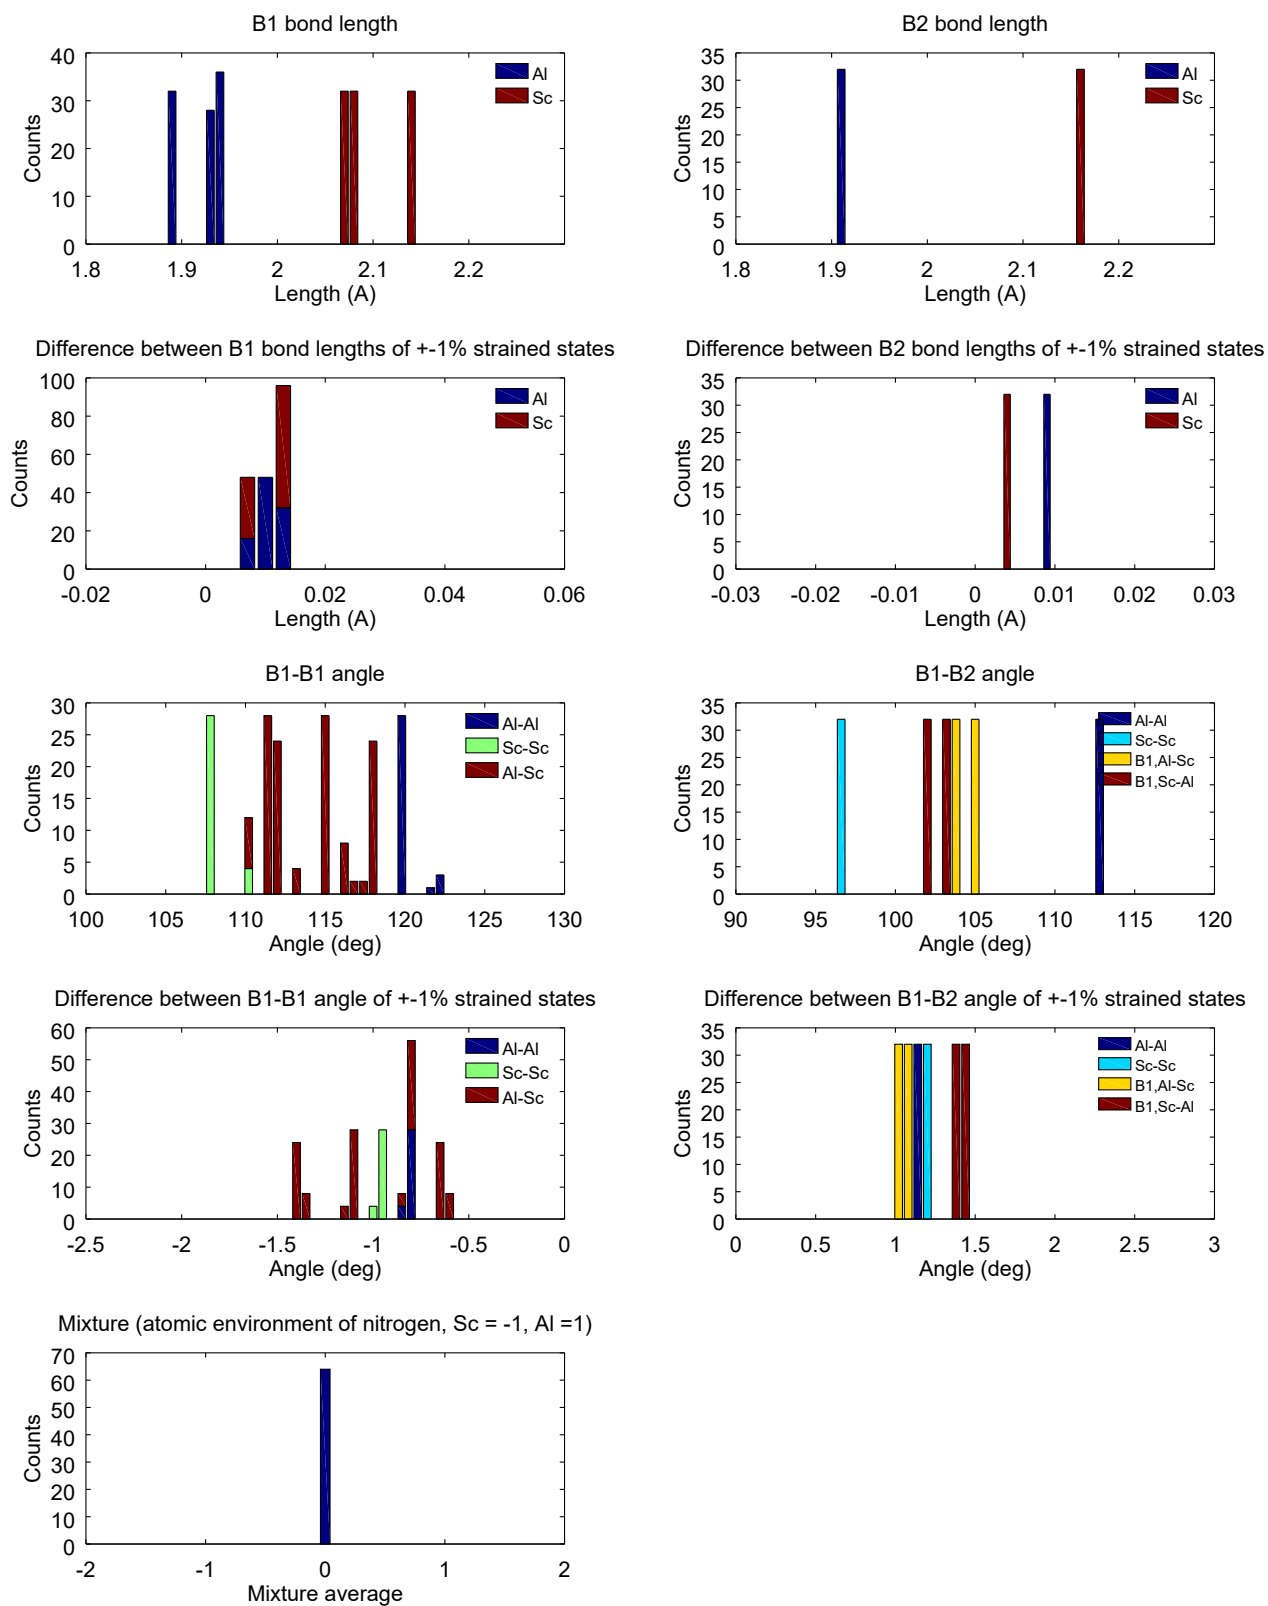 B1 bond length
40
30
20
10
0
Counts
Al
Sc
1.8 1.9 2 2.1 2.2
Length (A)
B2 bond length
35
30
25
20
15
10
5
0
Counts
Al
Sc
1.8 1.9 2 2.1 2.2
Length (A)
Difference between B1 bond lengths of +-1% strained states
100
80
60
40
20
0
Counts
Al
Sc
-0.02 0 0.02 0.04 0.06
Length (A)
Difference between B2 bond lengths of +-1% strained states
35
30
25
20
15
10
5
0
Counts
Al
Sc
-0.03 -0.02 -0.01 0 0.01 0.02 0.03
Length (A)
B1-B1 angle
30
25
20
15
10
5
0
Counts
Al-Al
Sc-Sc
Al-Sc
100 105 110 115 120 125 130
Angle (deg)
B1-B2 angle
35
30
25
20
15
10
5
0
Counts
Al-Al
Sc-Sc
B1,Al-Sc
B1,Sc-Al
90 95 100 105 110 115 120
Angle (deg)
Difference between B1-B1 angle of +-1% strained states
60
50
40
30
20
10
0
Counts
Al-Al
Sc-Sc
Al-Sc
-2.5 -2 -1.5 -1 -0.5 0
Angle (deg)
Difference between B1-B2 angle of +-1% strained states
35
30
25
20
15
10
5
0
Counts
Al-Al
Sc-Sc
B1,Al-Sc
B1,Sc-Al
0 0.5 1 1.5 2 2.5 3
Angle (deg)
Mixture (atomic environment of nitrogen, Sc = -1, Al =1)
70
60
50
40
30
20
10
0
Counts
-2 -1 0 1 2
Mixture average